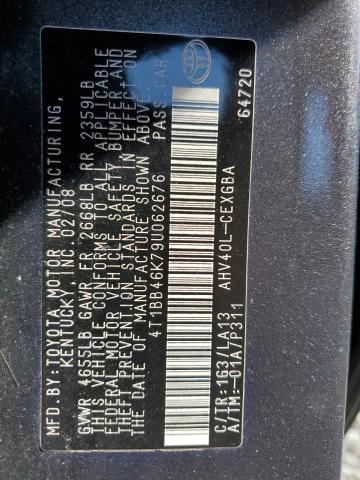 MFD.BY:TOYOTA MOTOR MANUFACTURING,
KENTUCKY,INC. 02/08
GVWR 4855LB GAWR FR 2668LB RR 2359LB
THIS VEHICLE CONFORMS TO ALL APPLICABLE
FEDERAL MOTOR VEHICLE SAFETY, BUMPER,AND
THEFT PREVENTION STANDARDS IN EFFECT ON
THE DATE OF MANUFACTURE SHOWN ABOVE.
4T1BB46K79U062676 PASS.CAR
AHV40L-CEXGBA
C/TR:1G3/LA13
A/TM:-01A/P311
64720